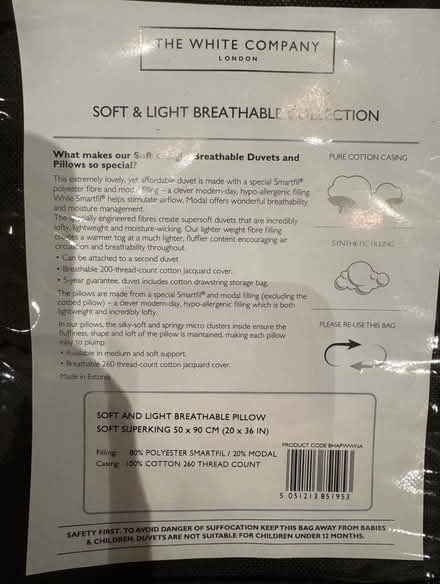 THE WHITE COMPANY
LONDON
SOFT & LIGHT BREATHABLE COLLECTION
What makes our Soft Breathable Duvets and
Pillows so special?
This extremely lovely, yet affordable duvet is made with a special Smartfil®
polyester fibre and modal filling – a clever modern-day, hypo-allergenic filling.
While Smartfil® helps stimulate airflow, Modal offers wonderful breathability
and moisture management.
The specially engineered fibres create supersoft duvets that are incredibly
lofty, lightweight and moisture-wicking. Our lighter weight fibre filling
creates a warmer tog at a much lighter, fluffier content encouraging air
circulation and breathability throughout.
• Can be attached to a second duvet
• Breathable 200-thread-count cotton jacquard cover.
• 5-year guarantee, duvet includes cotton drawstring storage bag.
The pillows are made from a special Smartfil® and modal filling (excluding the
corded pillow) – a clever modern-day, hypo-allergenic filling which is both
lightweight and incredibly lofty.
In our pillows, the silky-soft and springy micro clusters inside ensure the
fluffiness, shape and loft of the pillow is maintained, making each pillow
easy to plump.
• Available in medium and soft support.
• Breathable 260-thread-count cotton jacquard cover.
Made in Estonia
PURE COTTON CASING
SYNTHETIC FILLING
PLEASE RE-USE THIS BAG
SOFT AND LIGHT BREATHABLE PILLOW
SOFT SUPERKING 50 x 90 CM (20 x 36 IN)
Filling: 80% POLYESTER SMARTFIL / 20% MODAL
Casing: 100% COTTON 260 THREAD COUNT
PRODUCT CODE BHAPWWNA
5 051213 851953
SAFETY FIRST: TO AVOID DANGER OF SUFFOCATION KEEP THIS BAG AWAY FROM BABIES
& CHILDREN. DUVETS ARE NOT SUITABLE FOR CHILDREN UNDER 12 MONTHS.